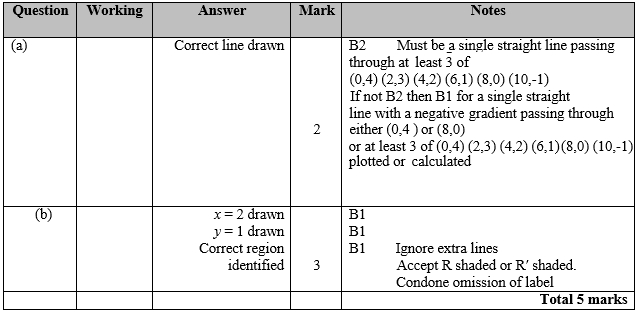 Question Working Answer Mark Notes
(a) Correct line drawn B2 Must be a single straight line passing
through at least 3 of
(0,4) (2,3) (4,2) (6,1) (8,0) (10,-1)
If not B2 then B1 for a single straight
line with a negative gradient passing through
2 either (0,4 ) or (8,0)
or at least 3 of (0,4) (2,3) (4,2) (6,1)(8,0) (10,-1)
plotted or calculated
(b) x = 2 drawn B1
y = 1 drawn B1
Correct region B1 Ignore extra lines
identified 3 Accept R shaded or R′ shaded.
Condone omission of label
Total 5 marks